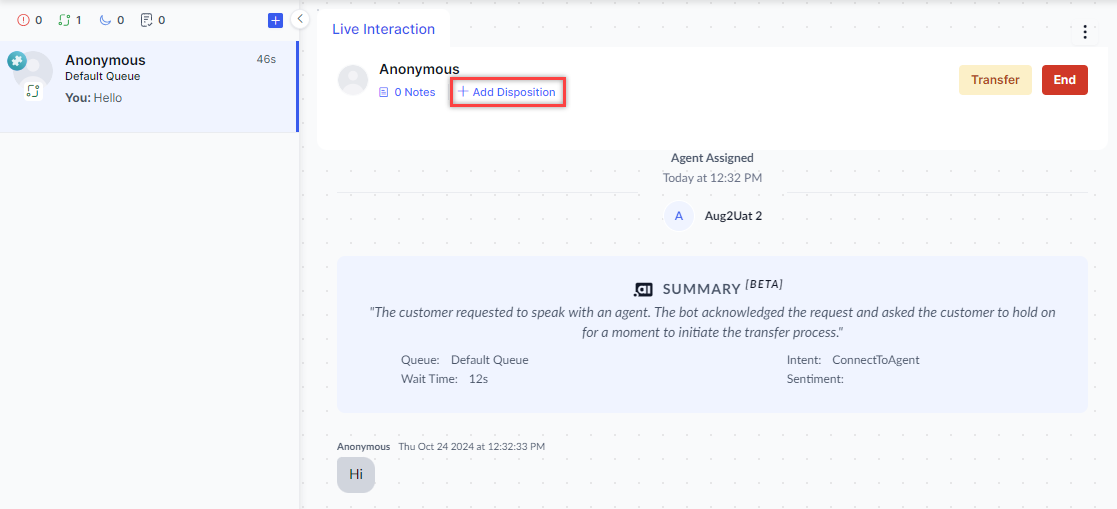 0 1 0 0
Anonymous 46s
Default Queue
You: Hello
Live Interaction
Anonymous
0 Notes Add Disposition
Transfer End
Agent Assigned
Today at 12:32 PM
A Aug2Uat 2
.ai SUMMARY [BETA]
"The customer requested to speak with an agent. The bot acknowledged the request and asked the customer to hold on
for a moment to initiate the transfer process."
Queue: Default Queue Intent: ConnectToAgent
Wait Time: 12s Sentiment:
Anonymous Thu Oct 24 2024 at 12:32:33 PM
Hi